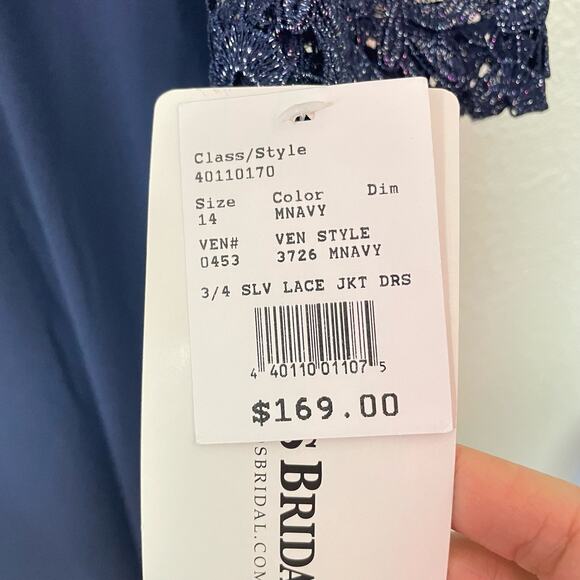 Class/Style
40110170
Size Color Dim
14 MNAVY
VEN# VEN STYLE
0453 3726 MNAVY
3/4 SLV LACE JKT DRS
4 40110 01107 5
$169.00
S BRIDA
SBRIDAL.COM